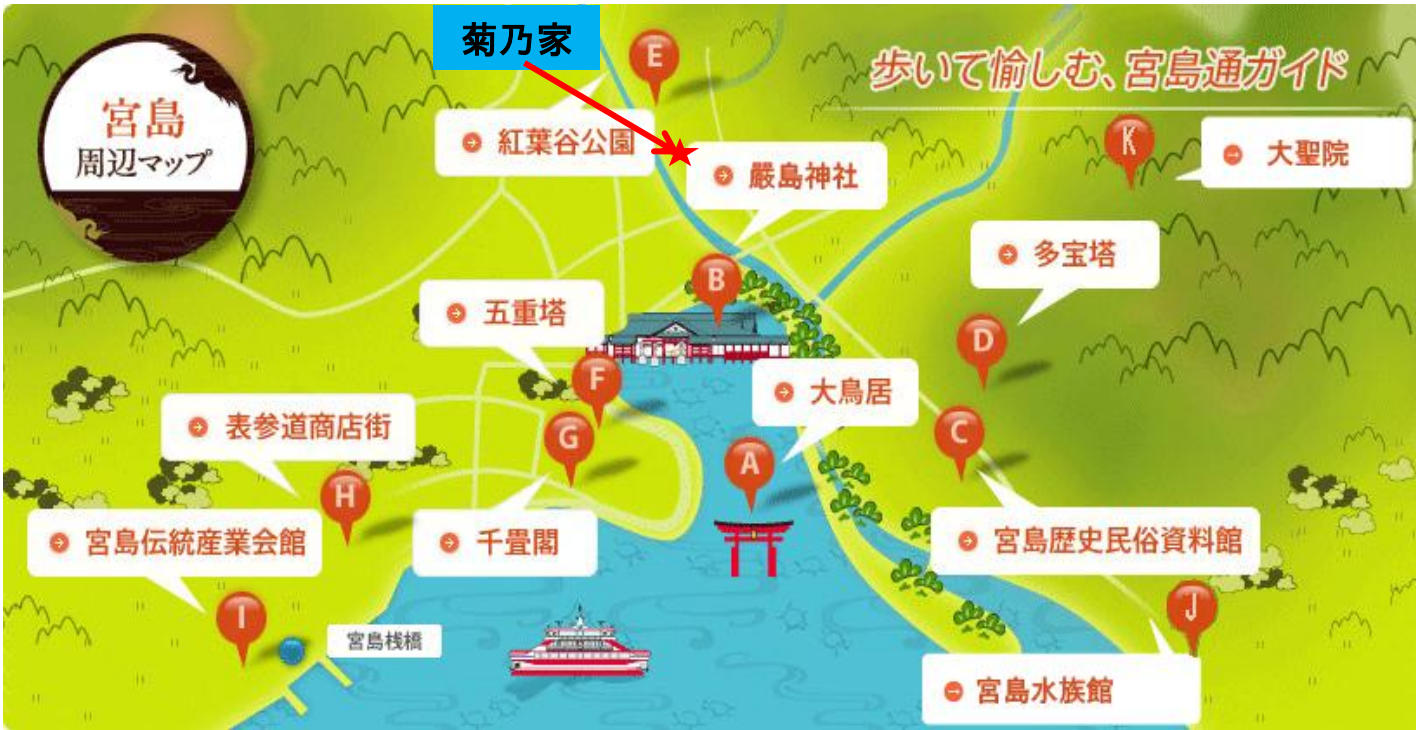 菊乃家
歩いて愉しむ、宮島通ガイド
宮島
周辺マップ
E
紅葉谷公園
K
大聖院
嚴島神社
多宝塔
B
五重塔
D
F
大鳥居
表参道商店街
G
C
A
H
宮島伝統産業会館
千畳閣
宮島歴史民俗資料館
I
J
宮島桟橋
宮島水族館